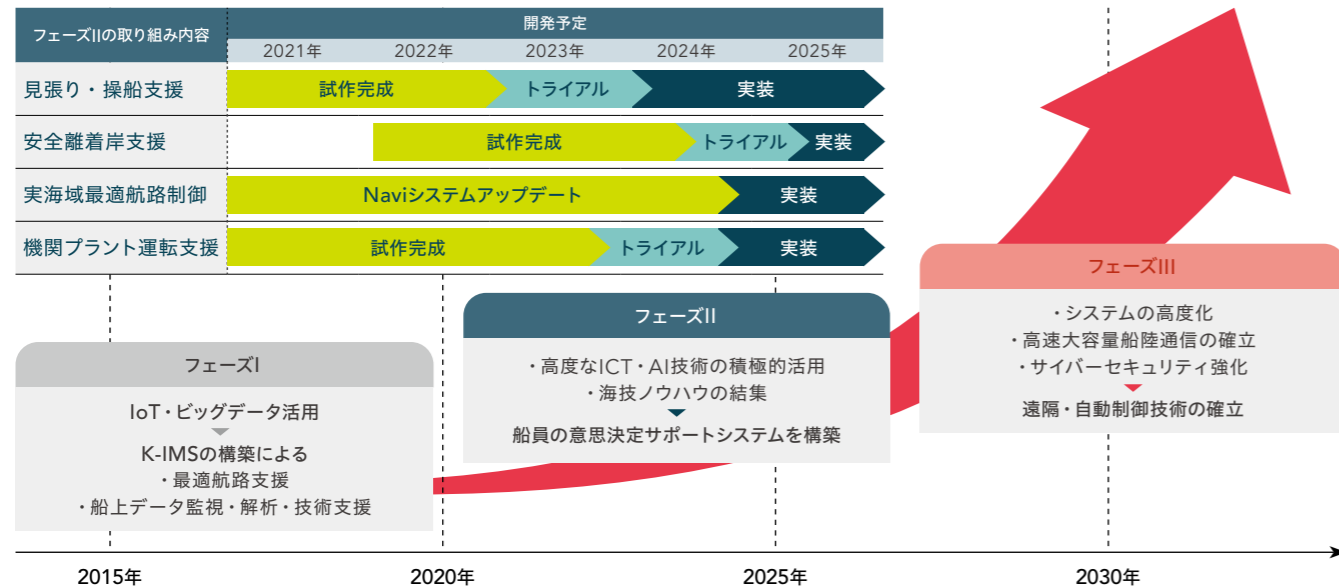 フェーズIIの取り組み内容
開発予定
2021年 2022年 2023年 2024年 2025年
見張り・操船支援 試作完成 トライアル 実装
安全離着岸支援 試作完成 トライアル 実装
実海域最適航路制御 Naviシステムアップデート 実装
機関プラント運転支援 試作完成 トライアル 実装
フェーズI
IoT・ビッグデータ活用
K-IMSの構築による
・最適航路支援
・船上データ監視・解析・技術支援
フェーズII
・高度なICT・AI技術の積極的活用
・海技ノウハウの結集
船員の意思決定サポートシステムを構築
フェーズIII
・システムの高度化
・高速大容量船陸通信の確立
・サイバーセキュリティ強化
遠隔・自動制御技術の確立
2015年 2020年 2025年 2030年